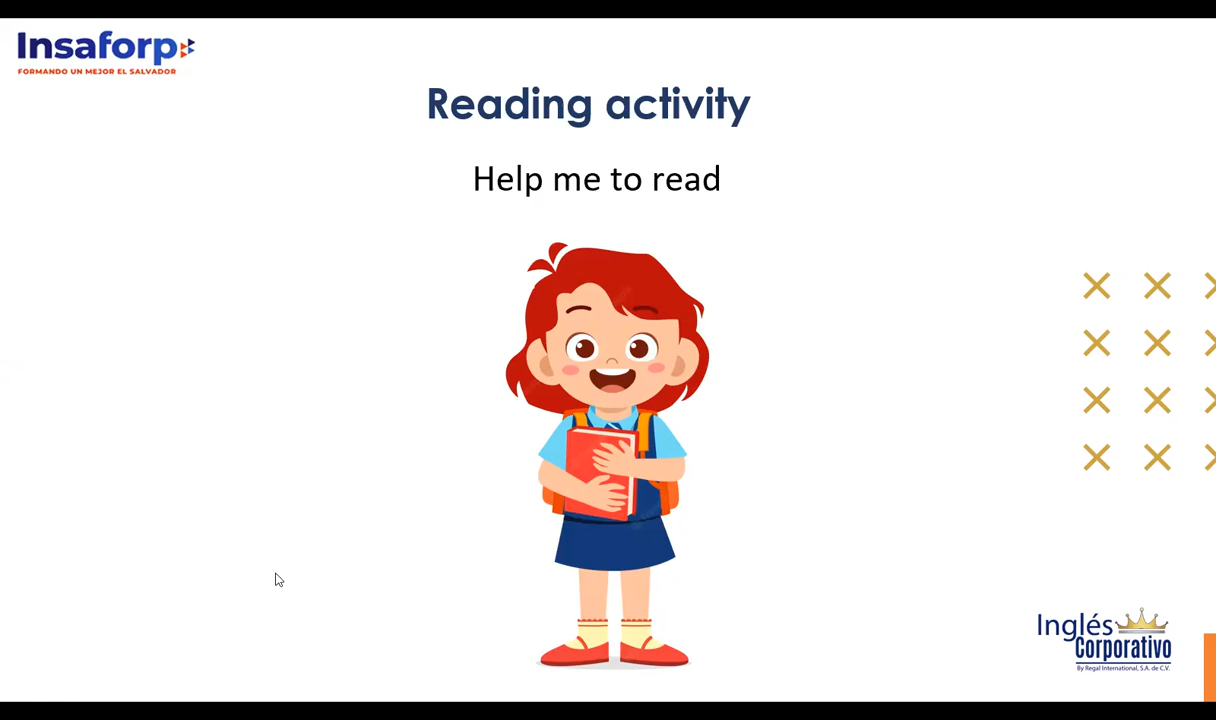 Insaforp
FORMANDO UN MEJOR EL SALVADOR
Reading activity
Help me to read
Inglés
Corporativo
By Regal International, S.A. de C.V.